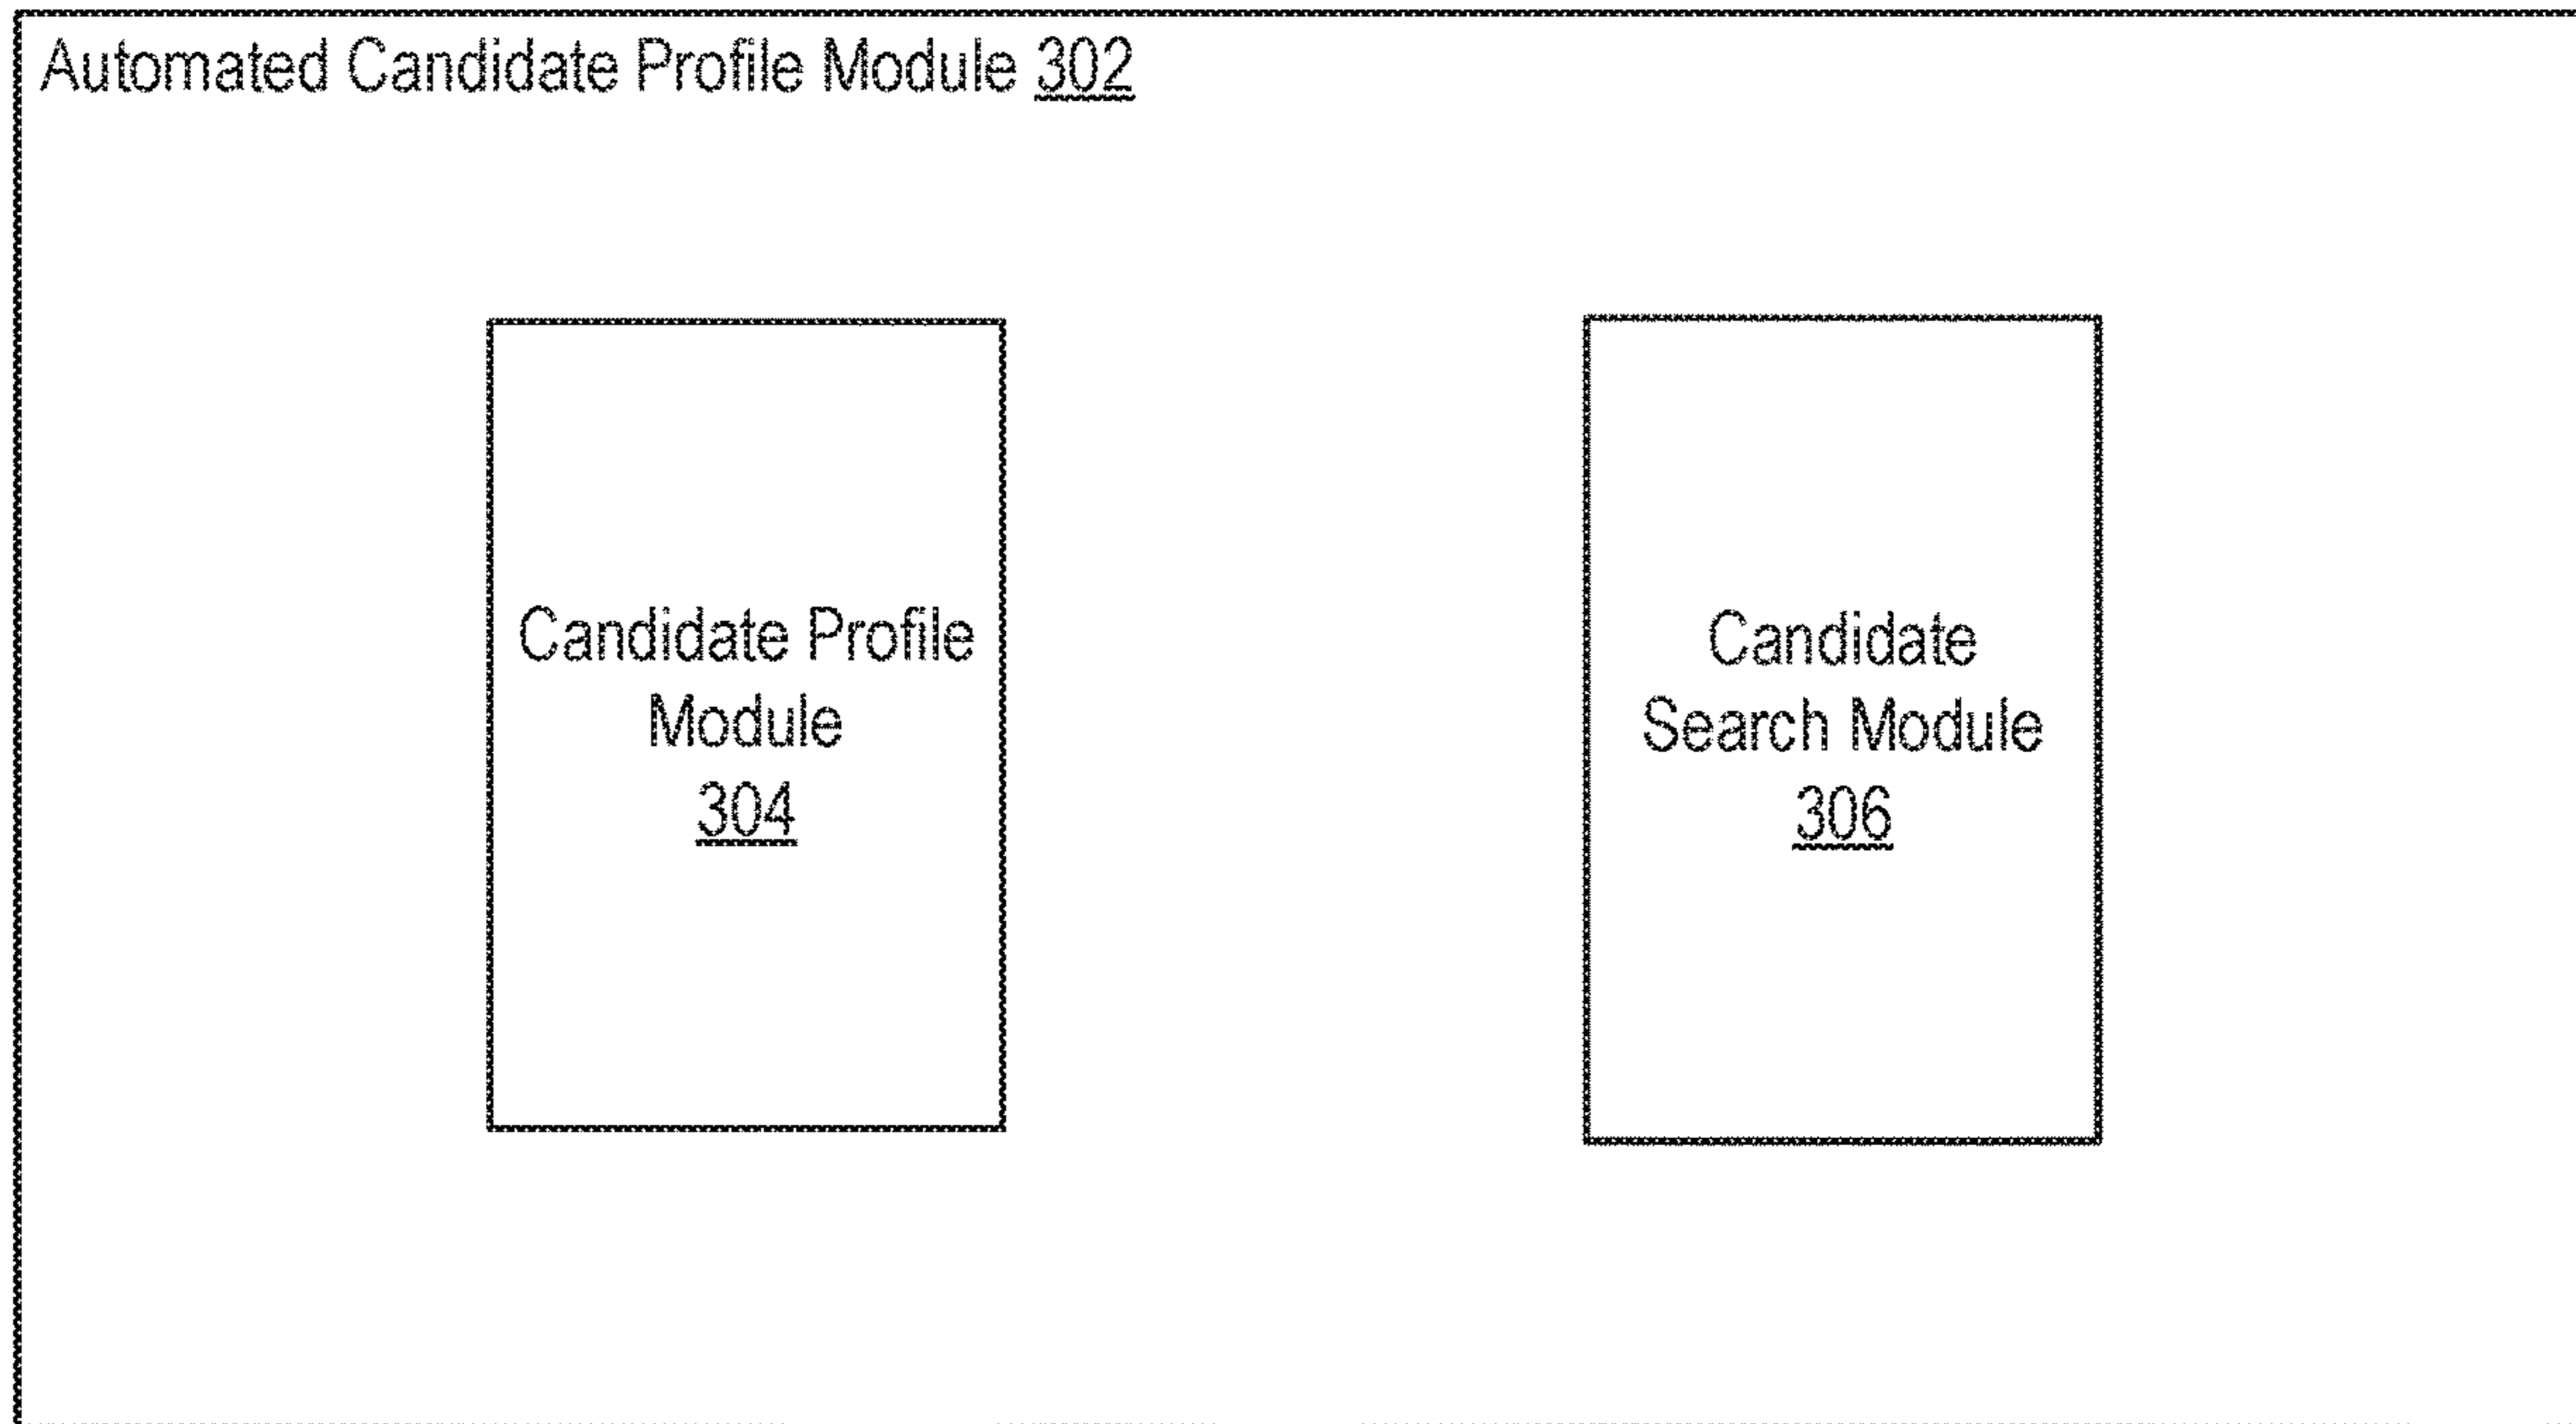 Automated Candidate Profile Module 302
Candidate Profile
Module
304
Candidate
Search Module
306